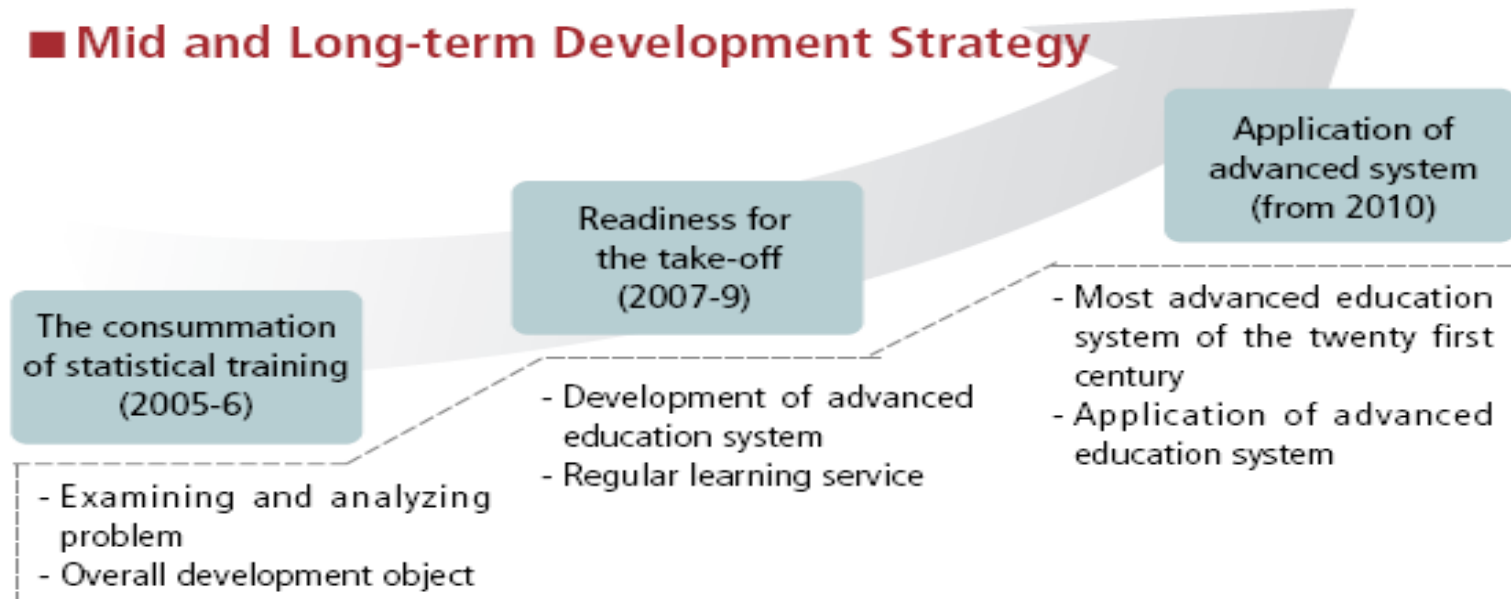 ■ Mid and Long-term Development Strategy
The consummation
of statistical training
(2005-6)
- Examining and analyzing
problem
- Overall development object
Readiness for
the take-off
(2007-9)
- Development of advanced
education system
- Regular learning service
Application of
advanced system
(from 2010)
- Most advanced education
system of the twenty first
century
- Application of advanced
education system